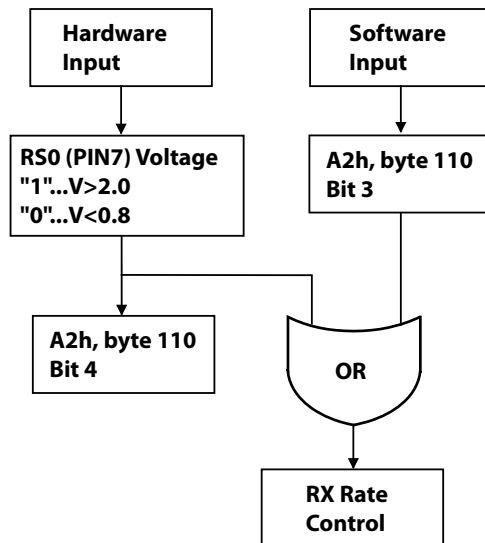 Hardware
Input
Software
Input
RS0 (PIN7) Voltage
"1"...V>2.0
"0"...V<0.8
A2h, byte 110
Bit 3
A2h, byte 110
Bit 4
OR
RX Rate
Control